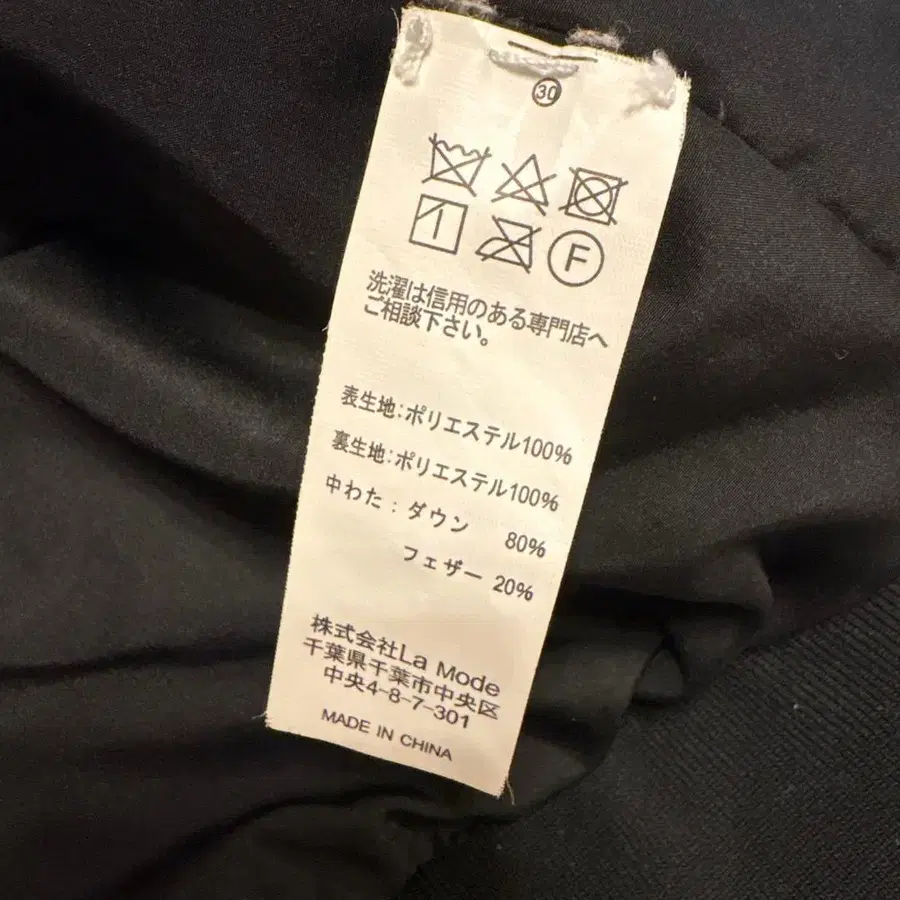 30
F
洗濯は信用のある専門店へ
ご相談下さい。
表生地:ポリエステル100%
裏生地:ポリエステル100%
中わた:ダウン 80%
フェザー 20%
株式会社La Mode
千葉県千葉市中央区
中央4-8-7-301
MADE IN CHINA